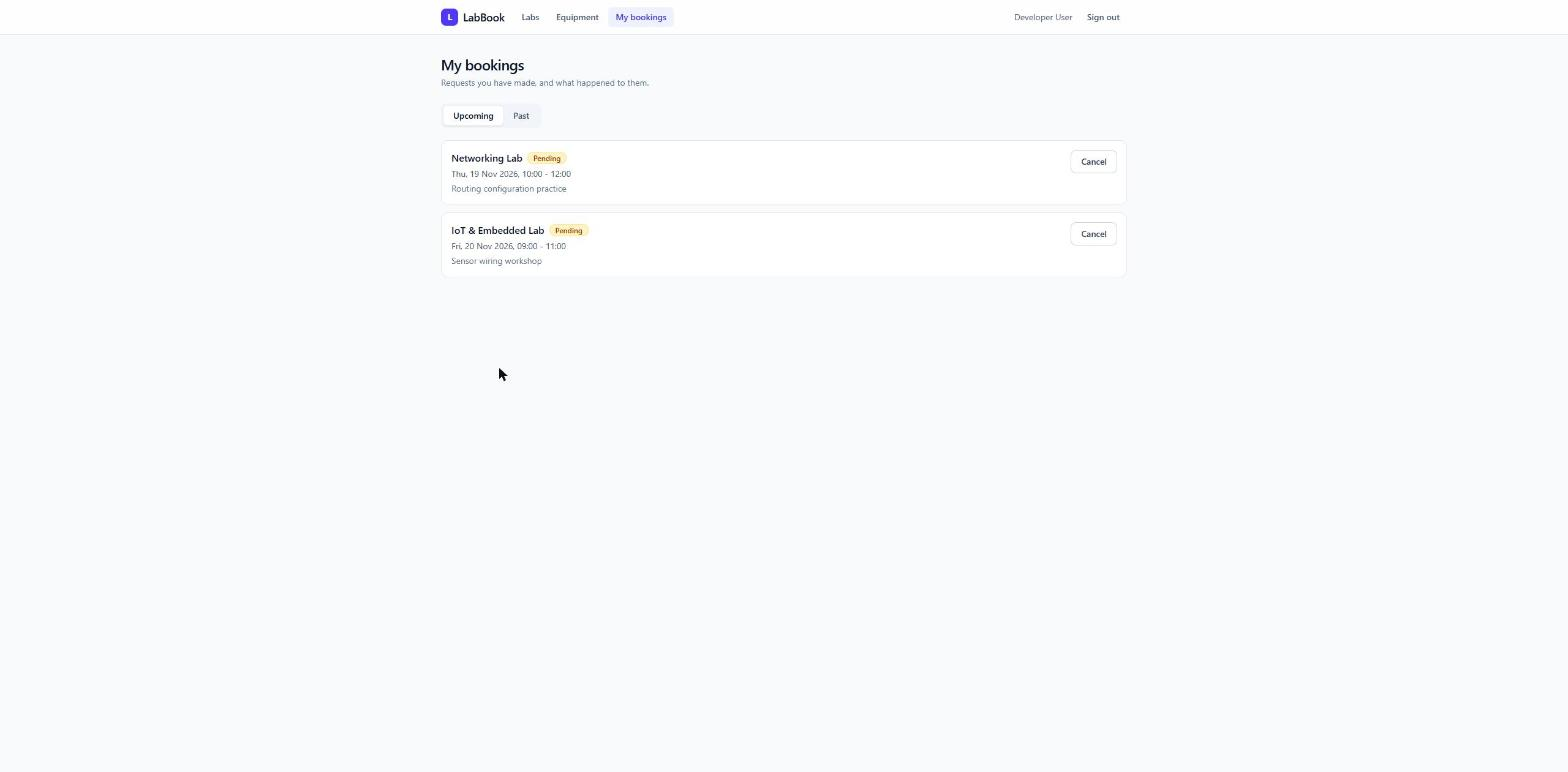 L LabBook Labs Equipment My bookings Developer User Sign out
My bookings
Requests you have made, and what happened to them.
Upcoming Past
Networking Lab Pending Cancel
Thu, 19 Nov 2026, 10:00 - 12:00
Routing configuration practice
IoT & Embedded Lab Pending Cancel
Fri, 20 Nov 2026, 09:00 - 11:00
Sensor wiring workshop